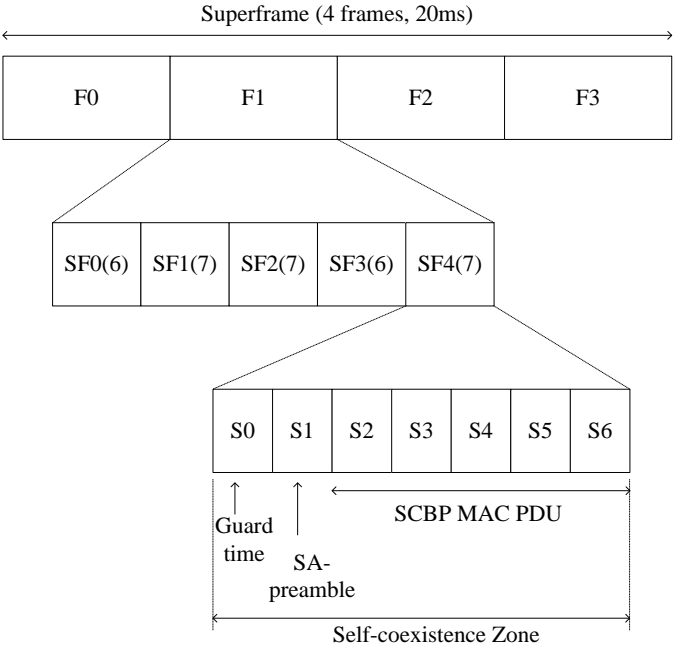 Superframe (4 frames, 20ms)
F0 F1 F2 F3
SF0(6) SF1(7) SF2(7) SF3(6) SF4(7)
S0 S1 S2 S3 S4 S5 S6
SCBP MAC PDU
Guard
time
SA-
preamble
Self-coexistence Zone